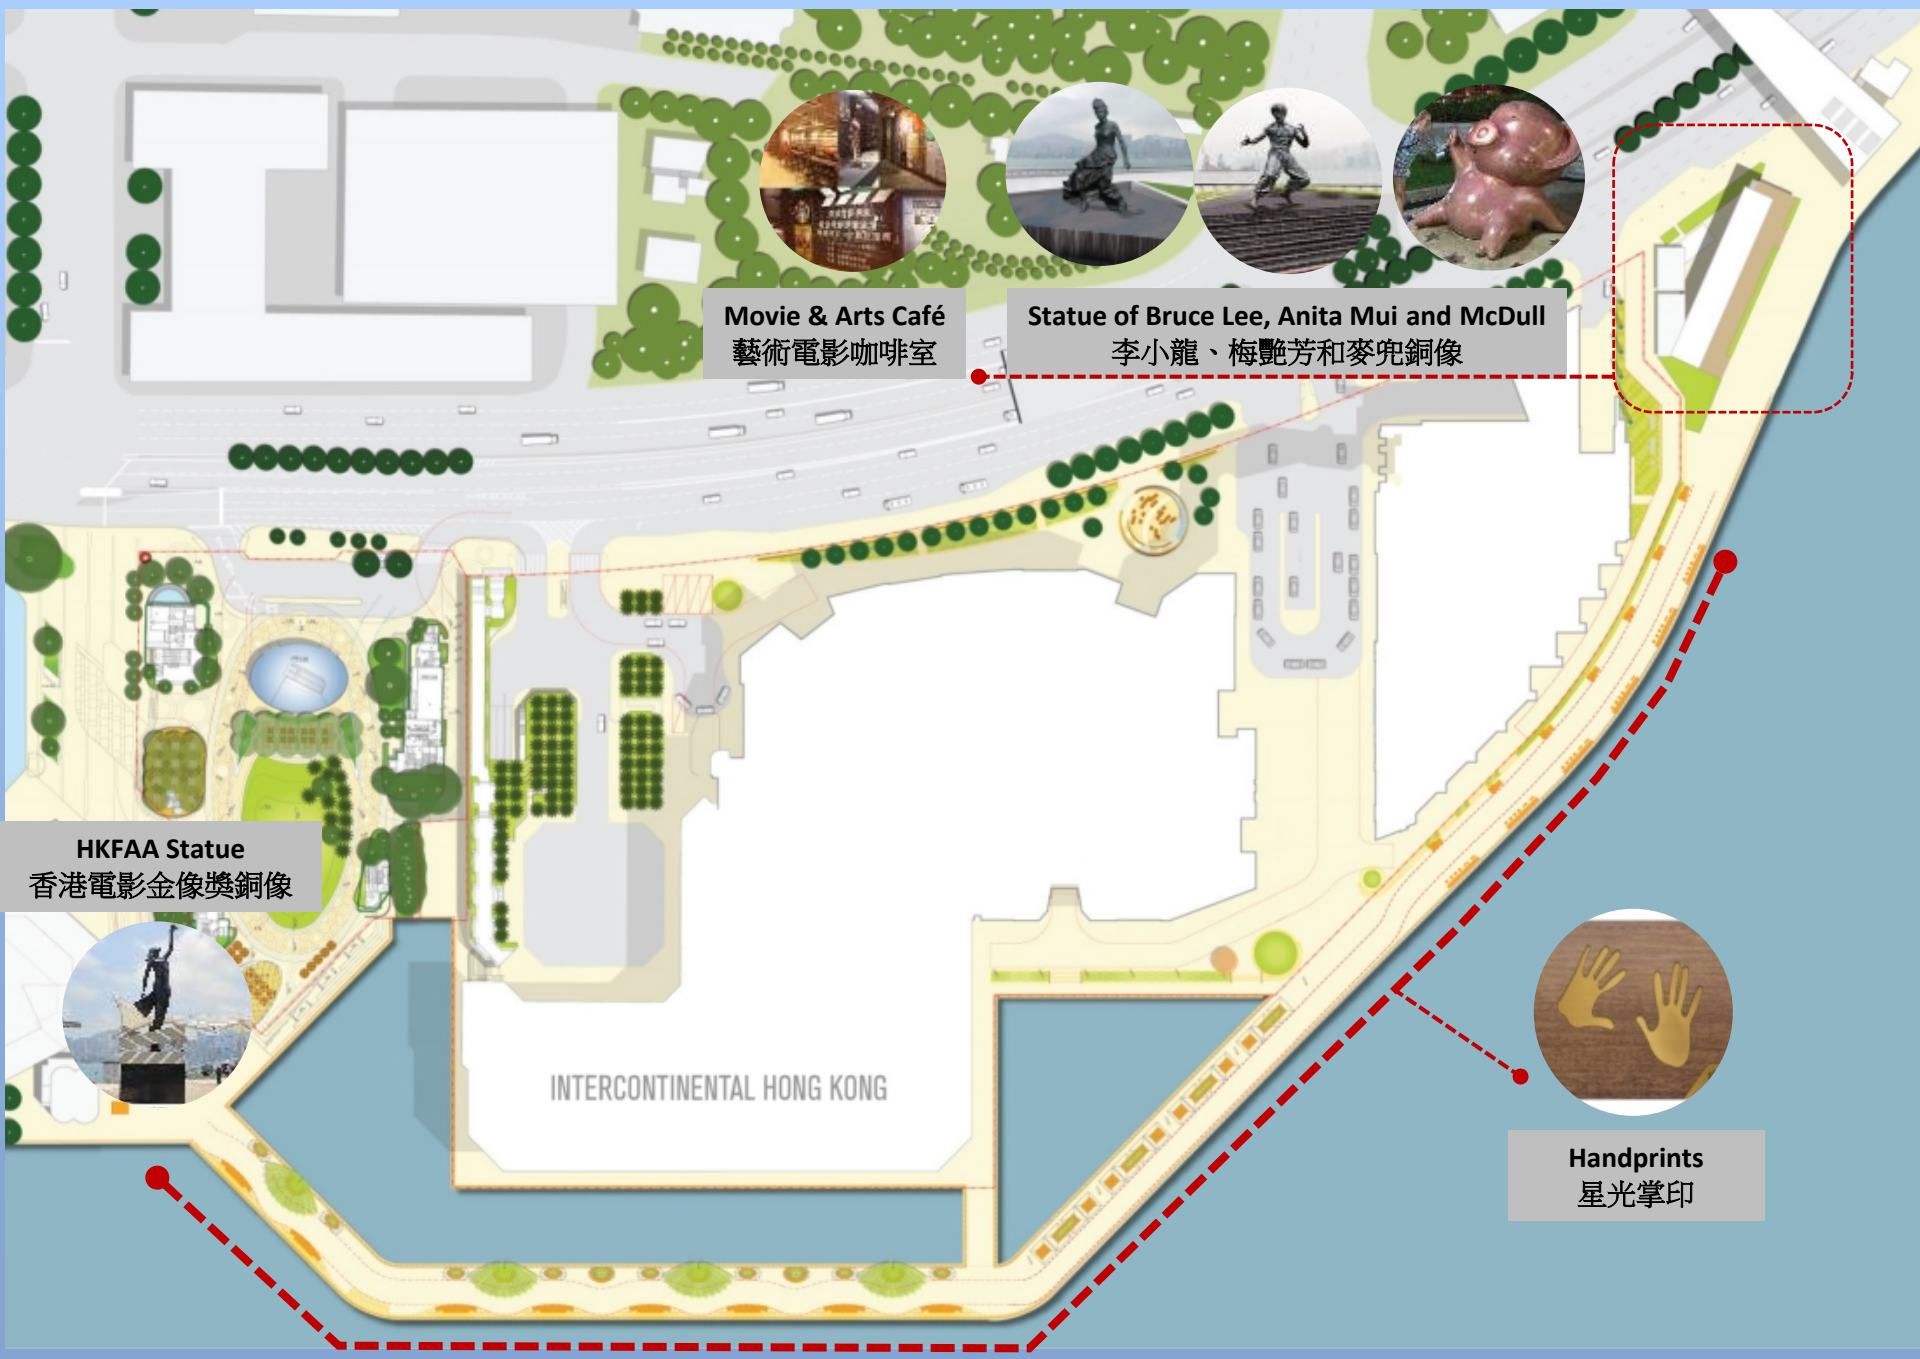 Movie & Arts Café
藝術電影咖啡室
Statue of Bruce Lee, Anita Mui and McDull
李小龍、梅艷芳和麥兜銅像
HKFAA Statue
香港電影金像獎銅像
INTERCONTINENTAL HONG KONG
Handprints
星光掌印